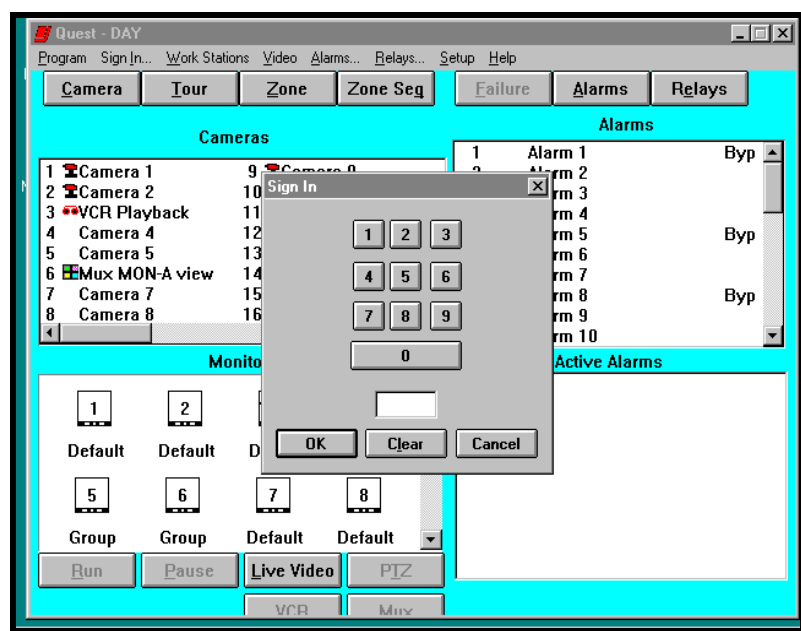 Quest - DAY
Program Sign In... Work Stations Video Alarms... Relays... Setup Help
Camera Tour Zone Zone Seq Failure Alarms Relays
Cameras
1 Camera 1
2 Camera 2
3 VCR Playback
4 Camera 4
5 Camera 5
6 Mux MON-A view
7 Camera 7
8 Camera 8
9
10
11
12
13
14
15
16
Alarms
1 Alarm 1 Byp
rm 2
rm 3
rm 4
rm 5 Byp
rm 6
rm 7
rm 8 Byp
rm 9
rm 10
Sign In
1 2 3
4 5 6
7 8 9
0
OK Clear Cancel
Monito
1 2
Default Default D
5 6 7 8
Group Group Default Default
Active Alarms
Run Pause Live Video PTZ
VCR Mux